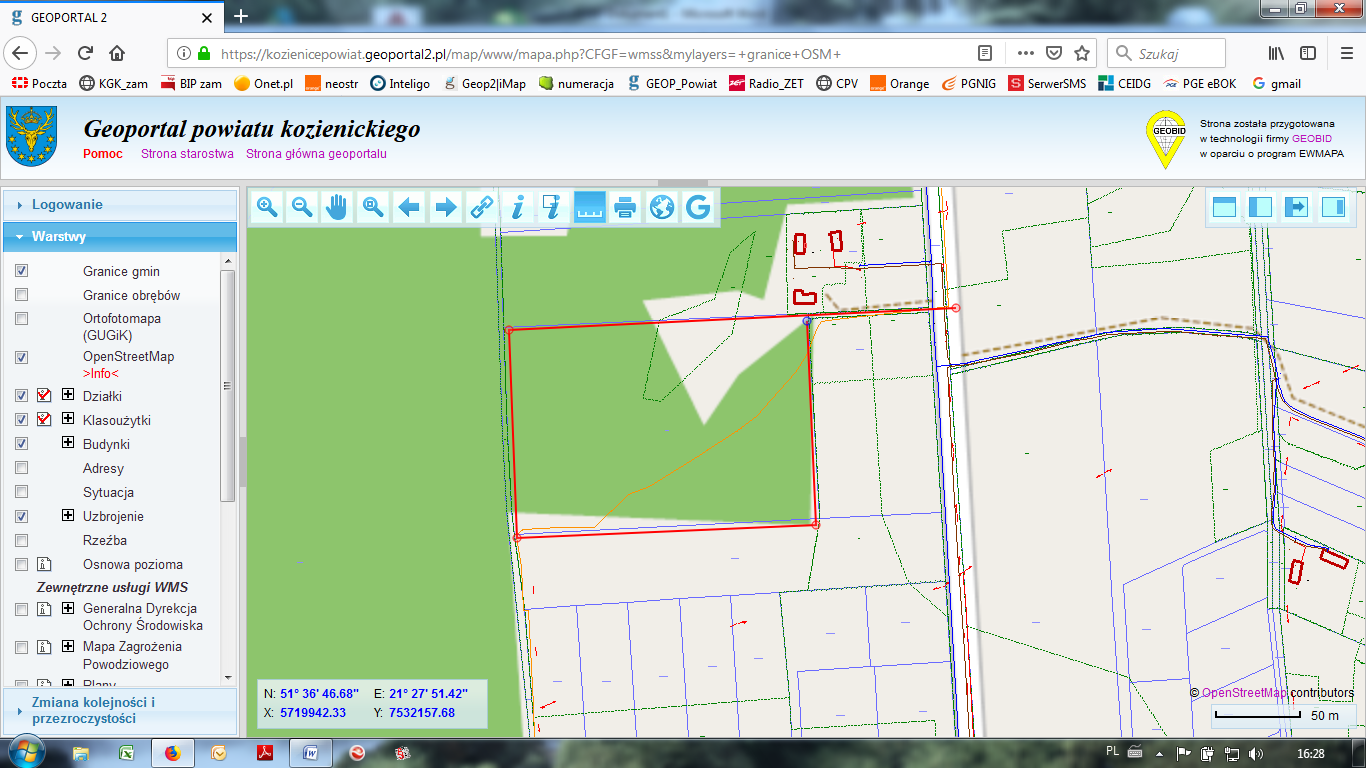 GEOPORTAL 2
https://kozienicepowiat.geoportal2.pl/map/www/mapa.php?CFGF=wmss&mylayers=+granice+OSM+
Szukaj
Poczta KGK_zam BIP zam Onet.pl neostr Inteligo Geop2|iMap numeracja GEOP_Powiat Radio_ZET CPV Orange PGNIG SerwerSMS CEIDG PGE eBOK gmail
Geoportal powiatu kozienickiego
Pomoc Strona starostwa Strona główna geoportalu
GEOBID
Strona została przygotowana
w technologii firmy GEOBID
w oparciu o program EWMAPA
Logowanie
Warstwy
Granice gmin
Granice obrębów
Ortofotomapa
(GUGiK)
OpenStreetMap
>Info<
Działki
Klasoużytki
Budynki
Adresy
Sytuacja
Uzbrojenie
Rzeźba
Osnowa pozioma
Zewnętrzne usługi WMS
Generalna Dyrekcja
Ochrony Środowiska
Mapa Zagrożenia
Powodziowego
Plany
Zmiana kolejności i
przezroczystości
N: 51° 36' 46.68" E: 21° 27' 51.42"
X: 5719942.33 Y: 7532157.68
© OpenStreetMap contributors
50 m
PL
16:28